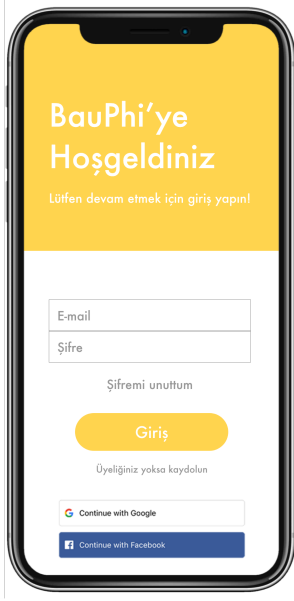 BauPhi'ye
Hoşgeldiniz
Lütfen devam etmek için giriş yapın!
E-mail
Şifre
Şifremi unuttum
Giriş
Üyeliğiniz yoksa kaydolun
Continue with Google
Continue with Facebook